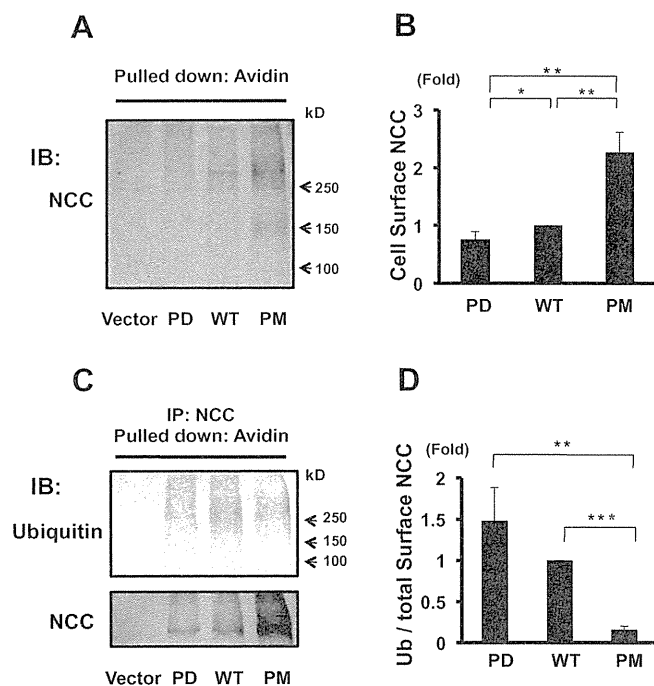 A
Pulled down: Avidin
kD
IB:
NCC
250
150
100
Vector PD WT PM
B
(Fold)
**
* **
Cell Surface NCC
3
2
1
0
PD WT PM
C
IP: NCC
Pulled down: Avidin
kD
IB:
Ubiquitin
250
150
100
NCC
Vector PD WT PM
D
(Fold)
**
***
Ub / total Surface NCC
2
1.5
1
0.5
0
PD WT PM